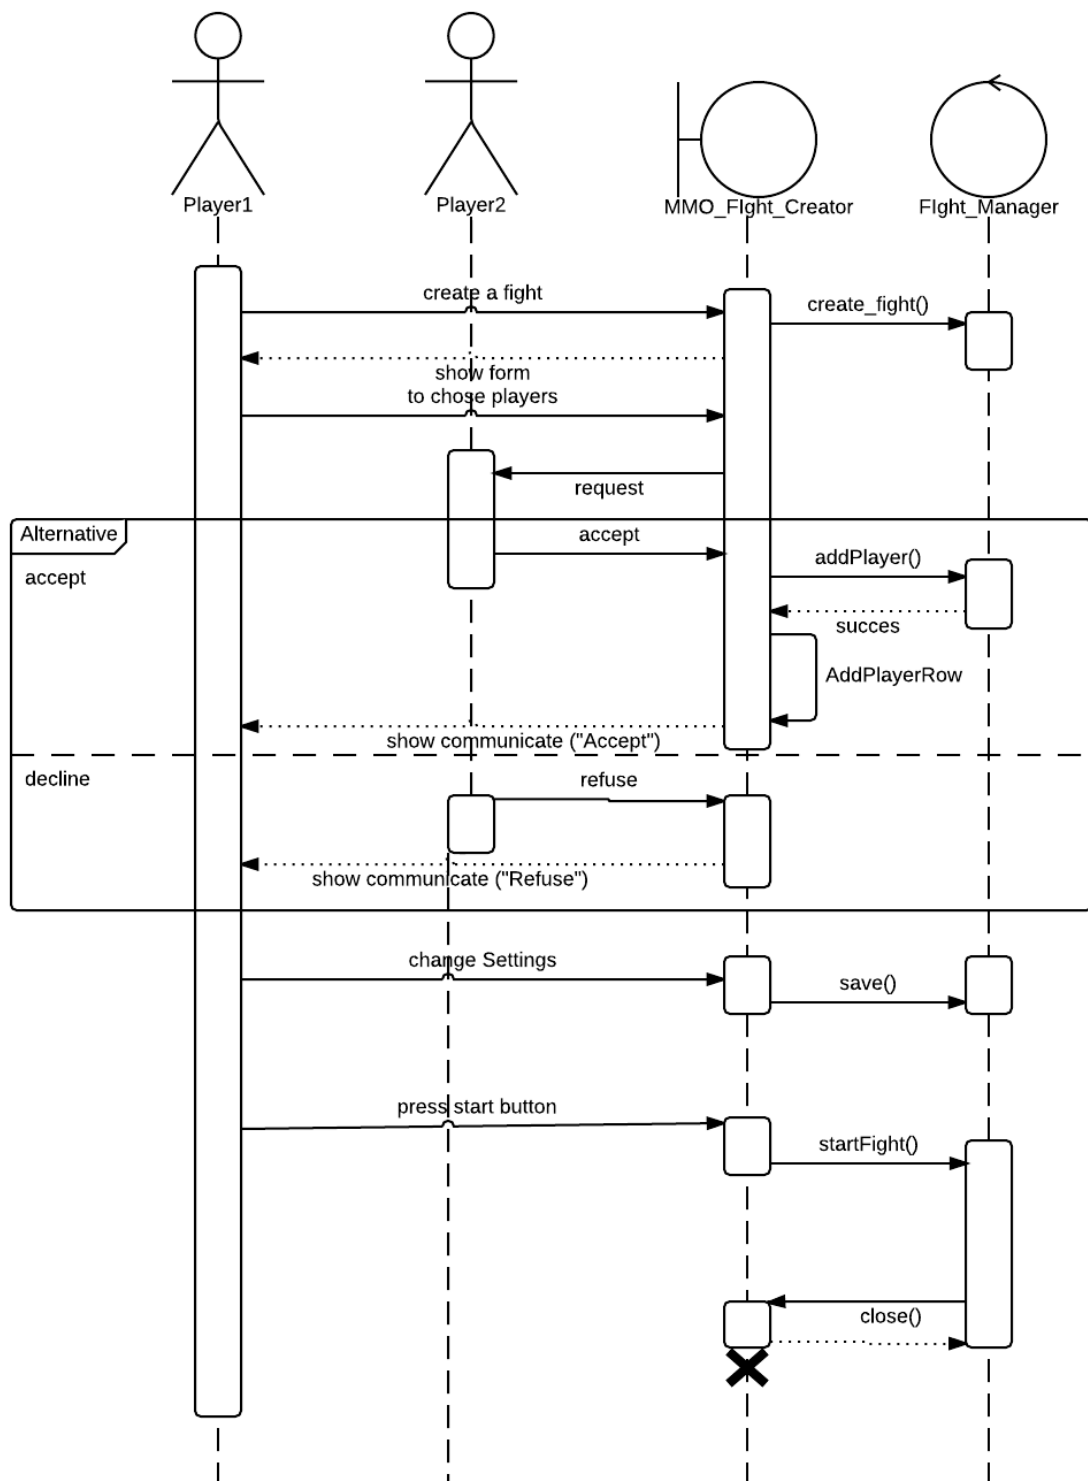 Player1
Player2
MMO_FIght_Creator
FIght_Manager
create a fight
create_fight()
show form
to chose players
request
Alternative
accept
accept
addPlayer()
succes
AddPlayerRow
show communicate ("Accept")
decline
refuse
show communicate ("Refuse")
change Settings
save()
press start button
startFight()
close()